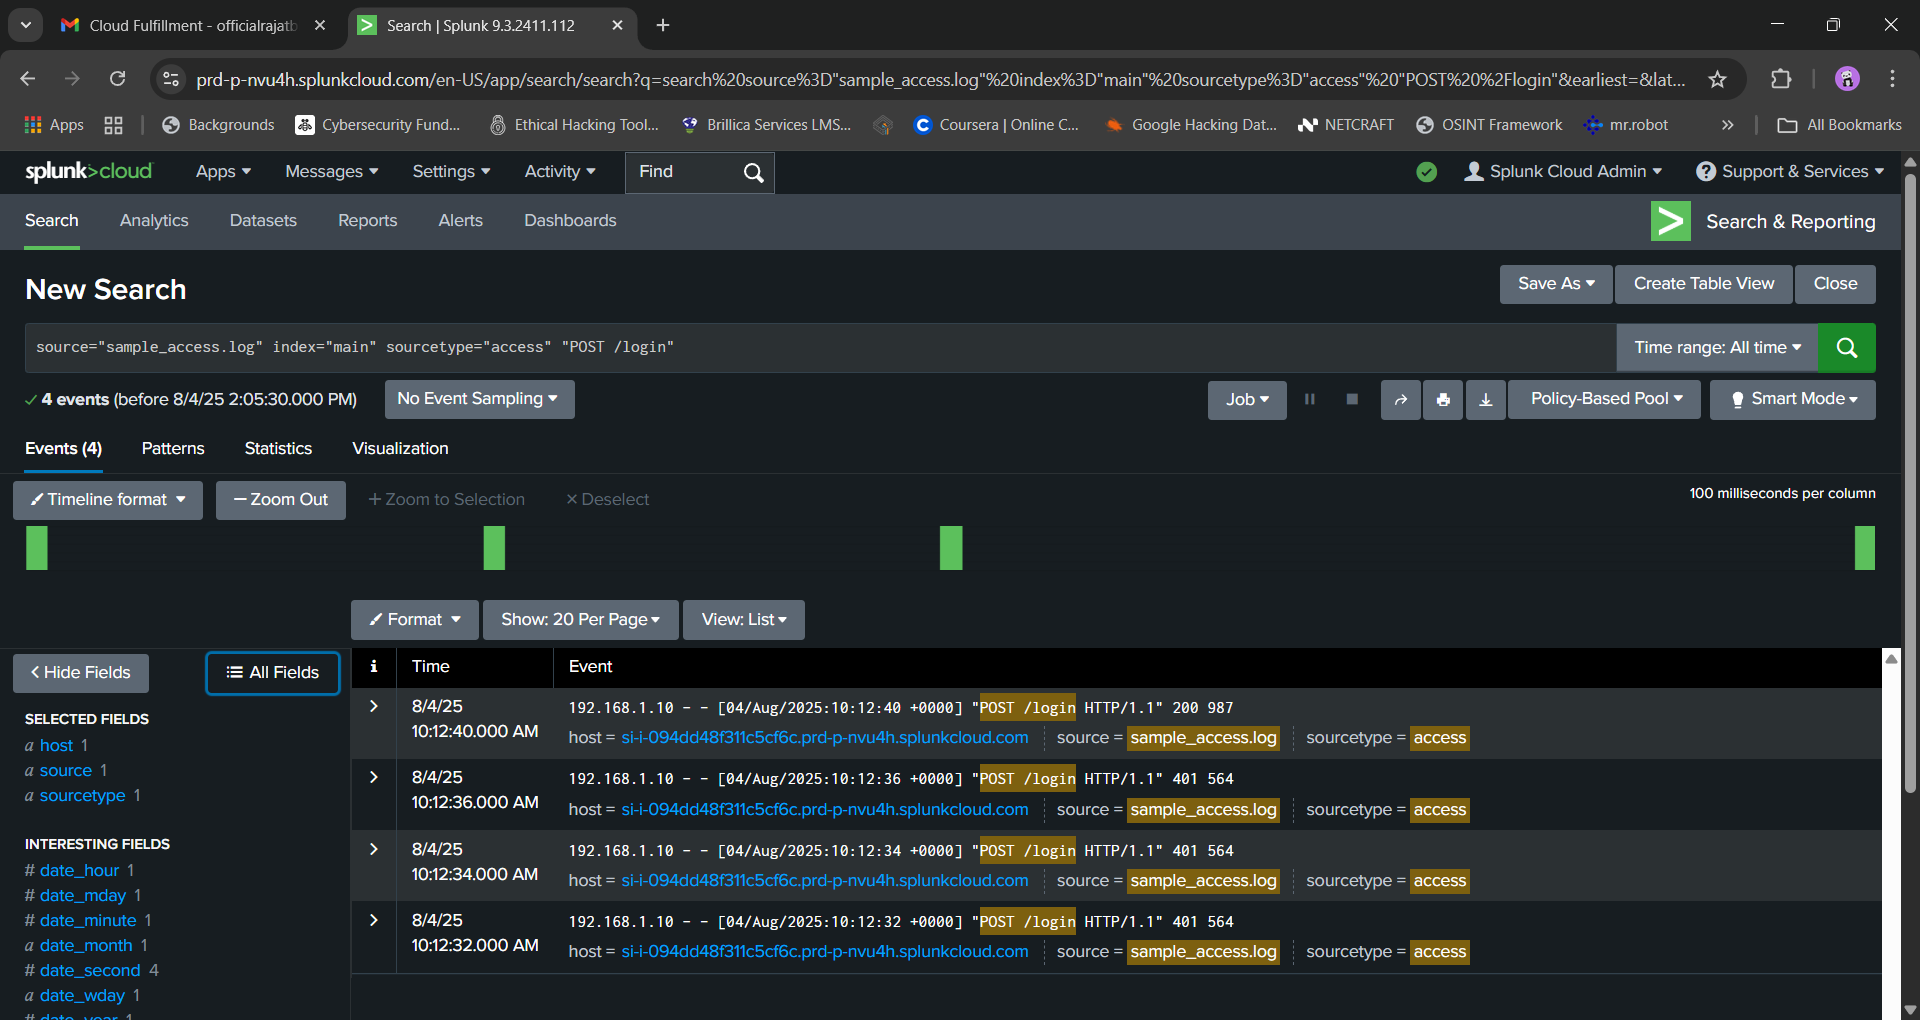 Cloud Fulfillment - officialrajatb
Search | Splunk 9.3.2411.112
prd-p-nvu4h.splunkcloud.com/en-US/app/search/search?q=search%20source%3D"sample_access.log"%20index%3D"main"%20sourcetype%3D"access"%20"POST%20%2Flogin"&earliest=&lat...
Apps Backgrounds Cybersecurity Fund... Ethical Hacking Tool... Brillica Services LMS... Coursera | Online C... Google Hacking Dat... NETCRAFT OSINT Framework mr.robot » All Bookmarks
splunk>cloud Apps Messages Settings Activity Find Splunk Cloud Admin Support & Services
Search Analytics Datasets Reports Alerts Dashboards Search & Reporting
New Search
Save As Create Table View Close
source="sample_access.log" index="main" sourcetype="access" "POST /login" Time range: All time
4 events (before 8/4/25 2:05:30.000 PM) No Event Sampling Job Policy-Based Pool Smart Mode
Events (4) Patterns Statistics Visualization
Timeline format — Zoom Out + Zoom to Selection × Deselect 100 milliseconds per column
Format Show: 20 Per Page View: List
< Hide Fields All Fields
SELECTED FIELDS
a host 1
a source 1
a sourcetype 1
INTERESTING FIELDS
# date_hour 1
# date_mday 1
# date_minute 1
a date_month 1
# date_second 4
a date_wday 1
# date_year 1
i Time Event
8/4/25
10:12:40.000 AM
192.168.1.10 - - [04/Aug/2025:10:12:40 +0000] "POST /login HTTP/1.1" 200 987
host = si-i-094dd48f311c5cf6c.prd-p-nvu4h.splunkcloud.com source = sample_access.log sourcetype = access
8/4/25
10:12:36.000 AM
192.168.1.10 - - [04/Aug/2025:10:12:36 +0000] "POST /login HTTP/1.1" 401 564
host = si-i-094dd48f311c5cf6c.prd-p-nvu4h.splunkcloud.com source = sample_access.log sourcetype = access
8/4/25
10:12:34.000 AM
192.168.1.10 - - [04/Aug/2025:10:12:34 +0000] "POST /login HTTP/1.1" 401 564
host = si-i-094dd48f311c5cf6c.prd-p-nvu4h.splunkcloud.com source = sample_access.log sourcetype = access
8/4/25
10:12:32.000 AM
192.168.1.10 - - [04/Aug/2025:10:12:32 +0000] "POST /login HTTP/1.1" 401 564
host = si-i-094dd48f311c5cf6c.prd-p-nvu4h.splunkcloud.com source = sample_access.log sourcetype = access